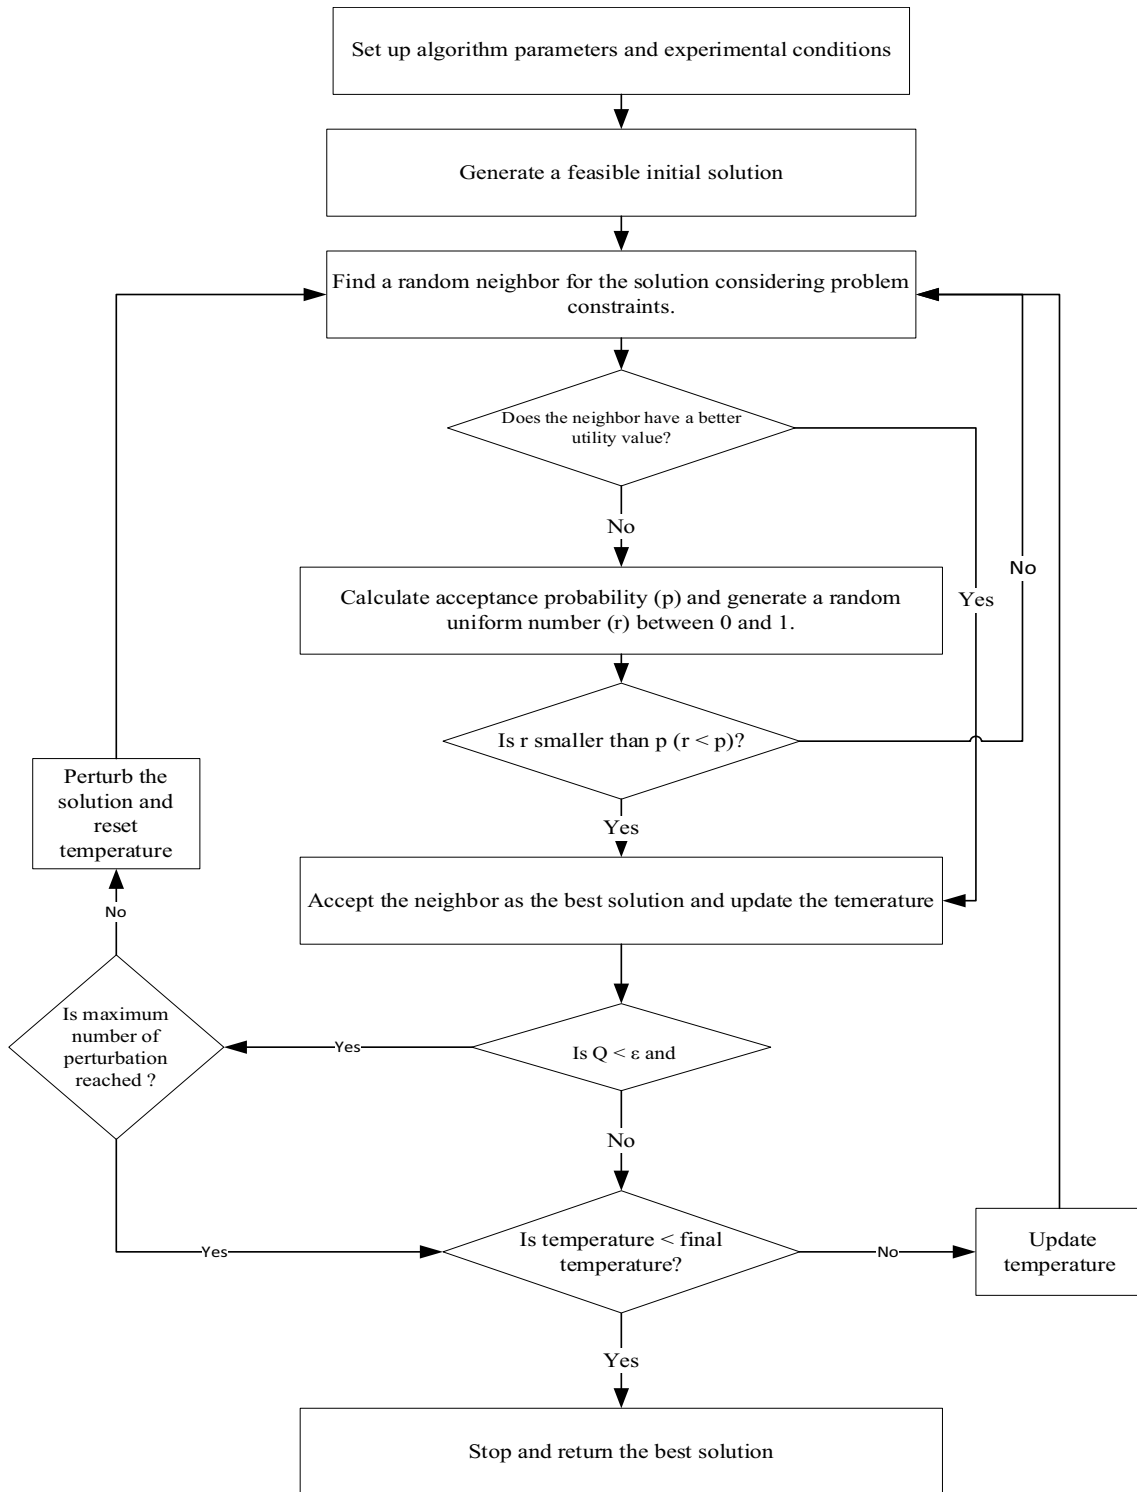 Set up algorithm parameters and experimental conditions
Generate a feasible initial solution
Find a random neighbor for the solution considering problem
constraints.
Does the neighbor have a better
utility value?
No
Yes
Calculate acceptance probability (p) and generate a random
uniform number (r) between 0 and 1.
No
Is r smaller than p (r < p)?
Yes
Perturb the
solution and
reset
temperature
Accept the neighbor as the best solution and update the temerature
No
Is maximum
number of
perturbation
reached ?
Yes
Is Q < ε and
No
Yes
Is temperature < final
temperature?
No
Update
temperature
Yes
Stop and return the best solution